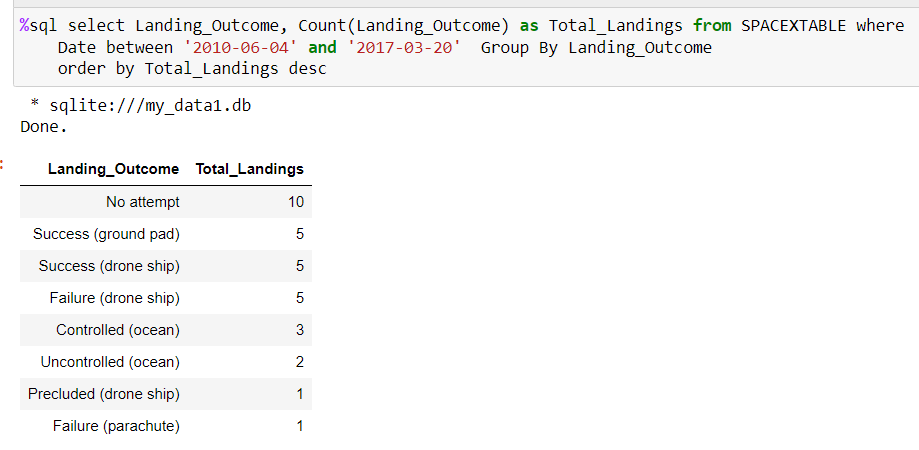 %sql select Landing_Outcome, Count(Landing_Outcome) as Total_Landings from SPACEXTABLE where
Date between '2010-06-04' and '2017-03-20'  Group By Landing_Outcome
order by Total_Landings desc
* sqlite:///my_data1.db
Done.
:
Landing_Outcome Total_Landings
No attempt 10
Success (ground pad) 5
Success (drone ship) 5
Failure (drone ship) 5
Controlled (ocean) 3
Uncontrolled (ocean) 2
Precluded (drone ship) 1
Failure (parachute) 1